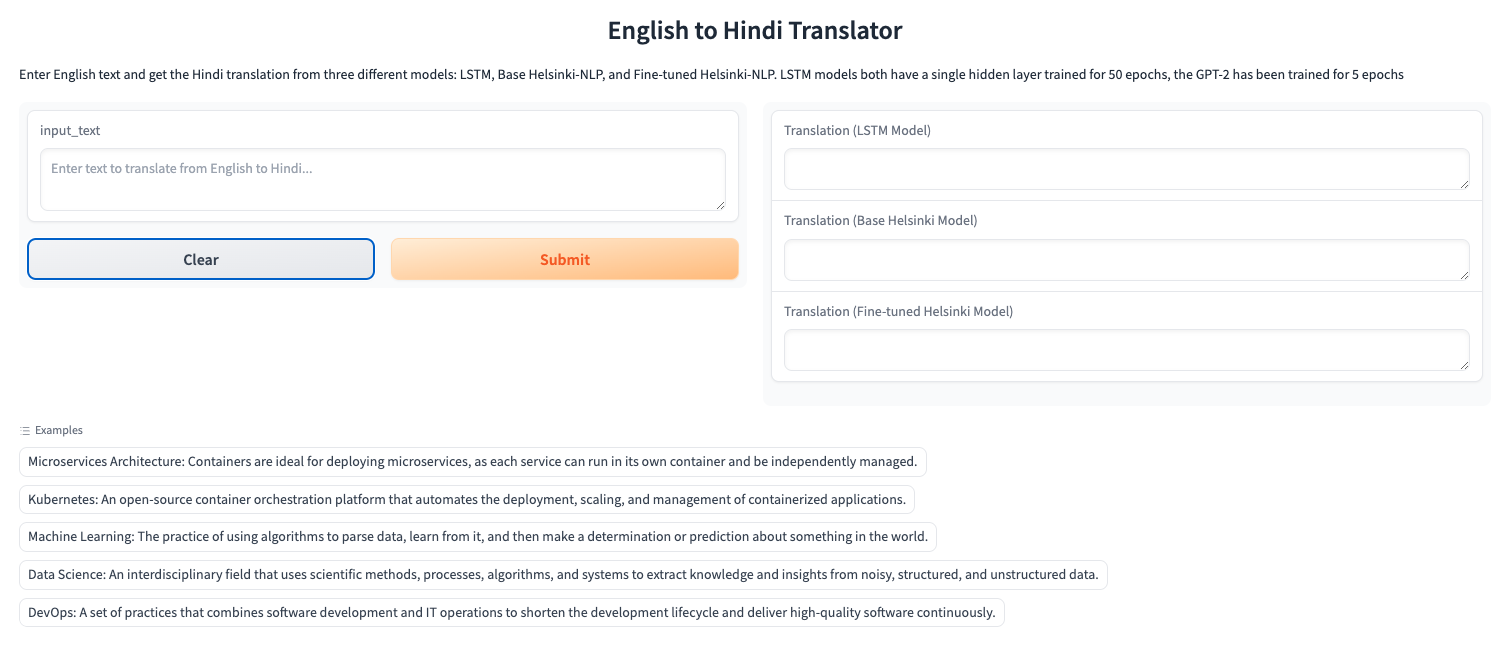 English to Hindi Translator
Enter English text and get the Hindi translation from three different models: LSTM, Base Helsinki-NLP, and Fine-tuned Helsinki-NLP. LSTM models both have a single hidden layer trained for 50 epochs, the GPT-2 has been trained for 5 epochs
input_text
Enter text to translate from English to Hindi...
Clear
Submit
Translation (LSTM Model)
Translation (Base Helsinki Model)
Translation (Fine-tuned Helsinki Model)
Examples
Microservices Architecture: Containers are ideal for deploying microservices, as each service can run in its own container and be independently managed.
Kubernetes: An open-source container orchestration platform that automates the deployment, scaling, and management of containerized applications.
Machine Learning: The practice of using algorithms to parse data, learn from it, and then make a determination or prediction about something in the world.
Data Science: An interdisciplinary field that uses scientific methods, processes, algorithms, and systems to extract knowledge and insights from noisy, structured, and unstructured data.
DevOps: A set of practices that combines software development and IT operations to shorten the development lifecycle and deliver high-quality software continuously.